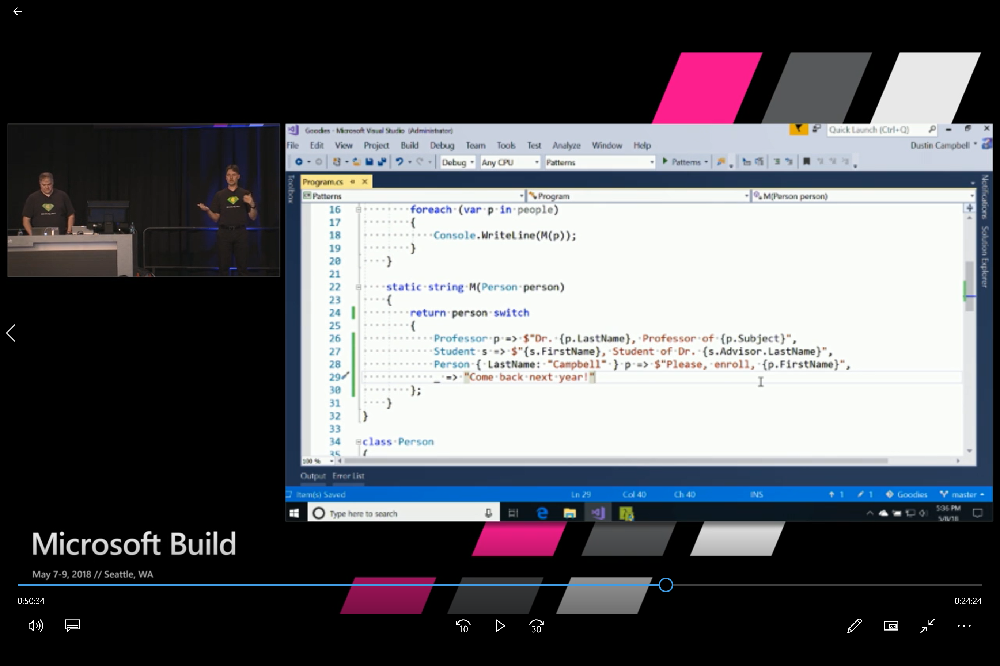 Goodies - Microsoft Visual Studio (Administrator)
Quick Launch (Ctrl+Q)
File Edit View Project Build Debug Team Tools Test Analyze Window Help
Dustin Campbell
Debug Any CPU Patterns Patterns
Toolbox
Program.cs
Notifications
Solution Explorer
Patterns Program M(Person person)
16 foreach (var p in people)
17 {
18 Console.WriteLine(M(p));
19 }
20 }
21
22 static string M(Person person)
23 {
24 return person switch
25 {
26 Professor p => $"Dr. {p.LastName}, Professor of {p.Subject}",
27 Student s => $"{s.FirstName}, Student of Dr. {s.Advisor.LastName}",
28 Person { LastName: "Campbell" } p => $"Please, enroll, {p.FirstName}",
29 _ => "Come back next year!"
30 };
31 }
32 }
33
34 class Person
35 {
100 %
Output Error List
Item(s) Saved Ln 29 Col 40 Ch 40 INS 1 1 Goodies master
Type here to search
5:36 PM
5/8/18
Microsoft Build
May 7-9, 2018 // Seattle, WA
0:50:34 0:24:24
10 30